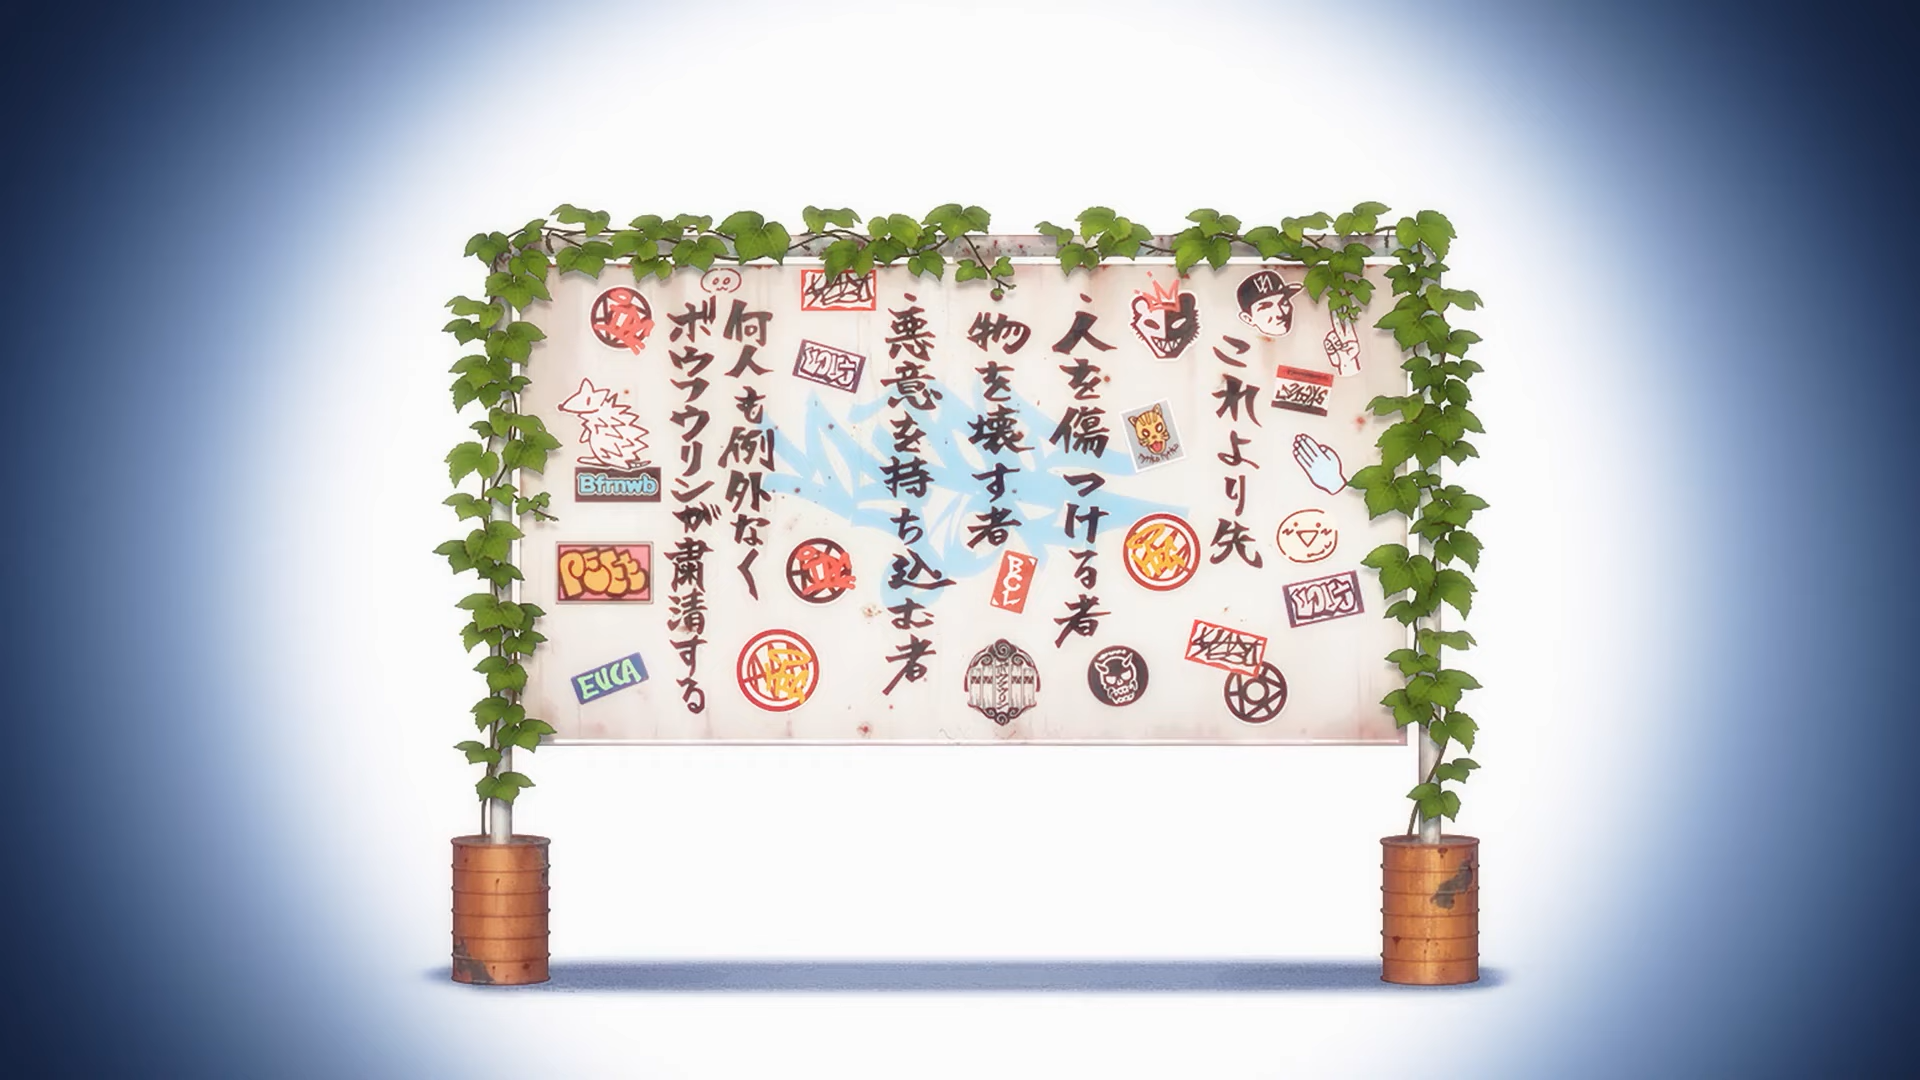 これより先
・人を傷つける者
・物を壊す者
・悪意を持ち込む者
何人も例外なく
ボウフウリンが粛清する
Bfrnwb
EUCA
BCL